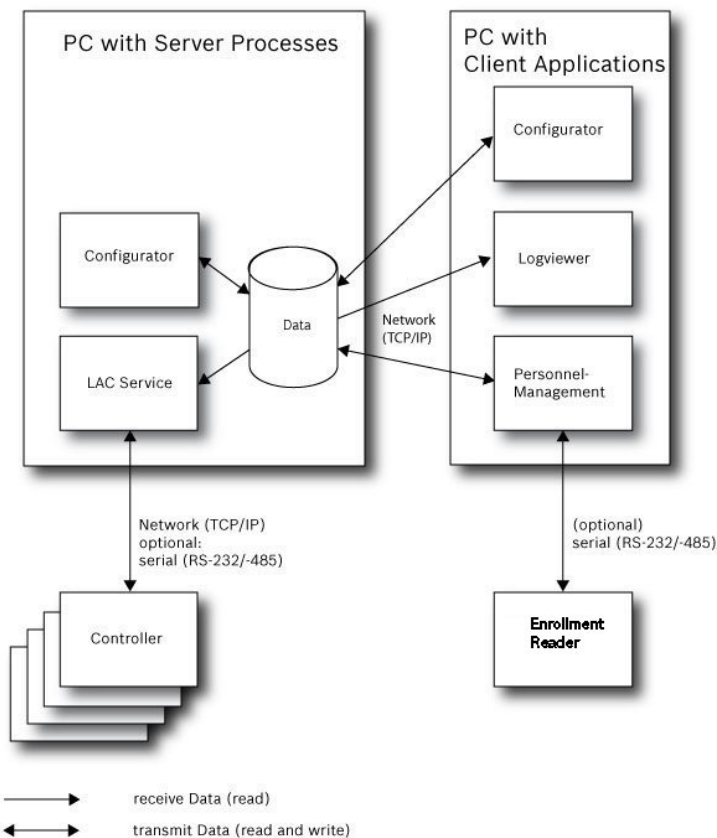 PC with Server Processes
PC with
Client Applications
Configurator
Configurator
Logviewer
Data
Network
(TCP/IP)
LAC Service
Personnel-
Management
Network (TCP/IP)
optional:
serial (RS-232/-485)
(optional)
serial (RS-232/-485)
Controller
Enrollment
Reader
receive Data (read)
transmit Data (read and write)